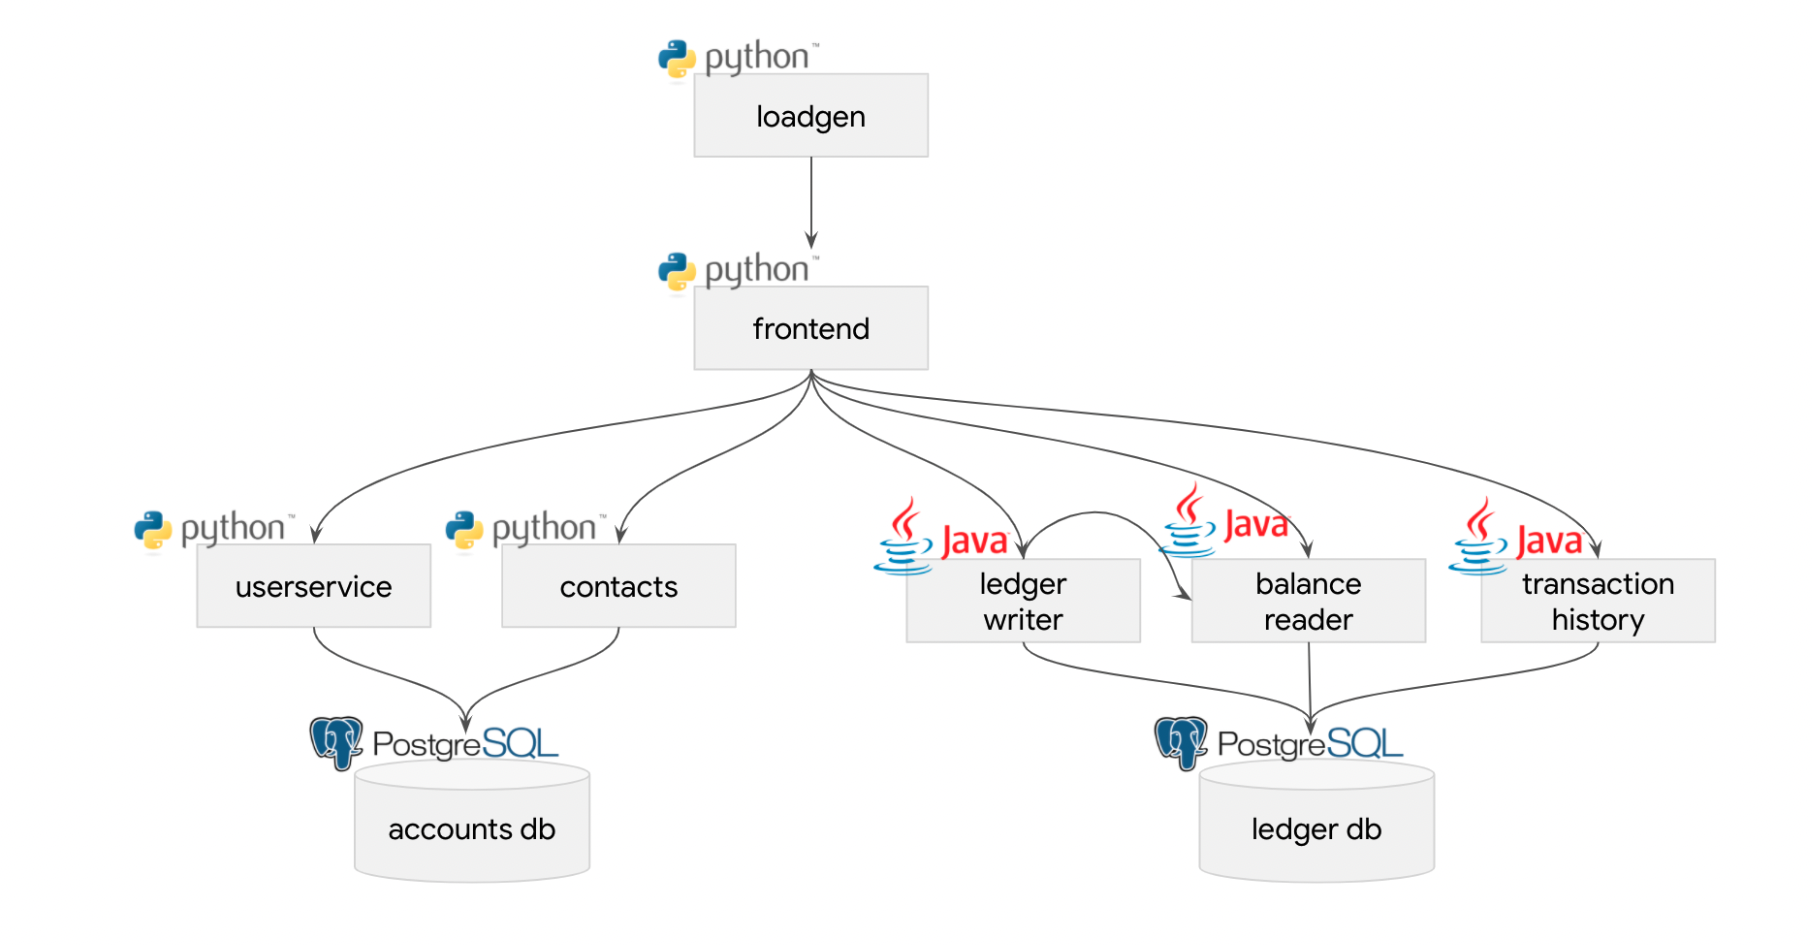 python™
loadgen
python™
frontend
python™
userservice
python™
contacts
Java
ledger
writer
Java
balance
reader
Java
transaction
history
PostgreSQL
accounts db
PostgreSQL
ledger db